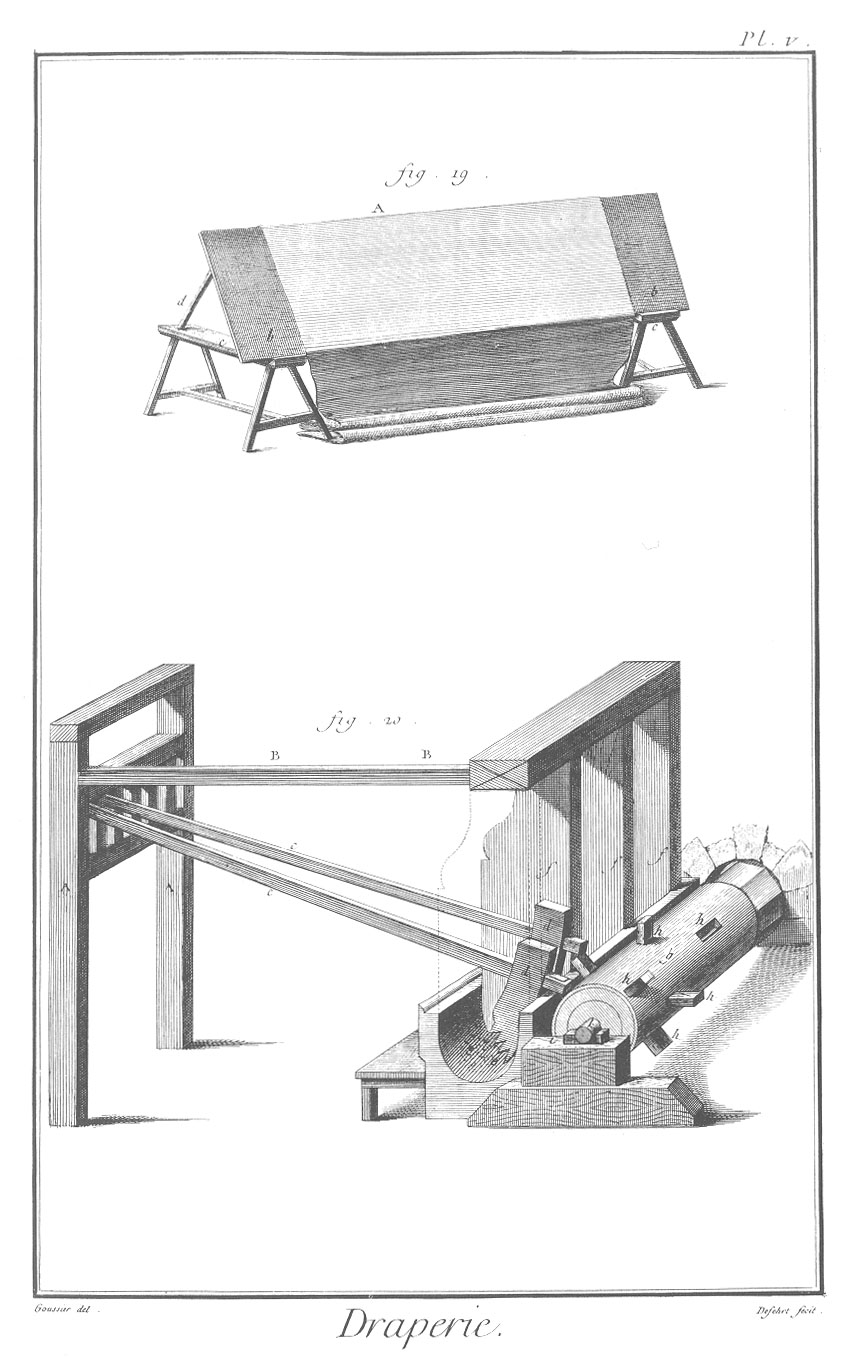 Pl. v.
fig. 19.
A
d
c
b
b
c
fig. 20.
B B
c
c
A A
f f f
l
l
h
h
b
h
h
h
i
Goussier del.
Defehrt fecit.
Draperie.